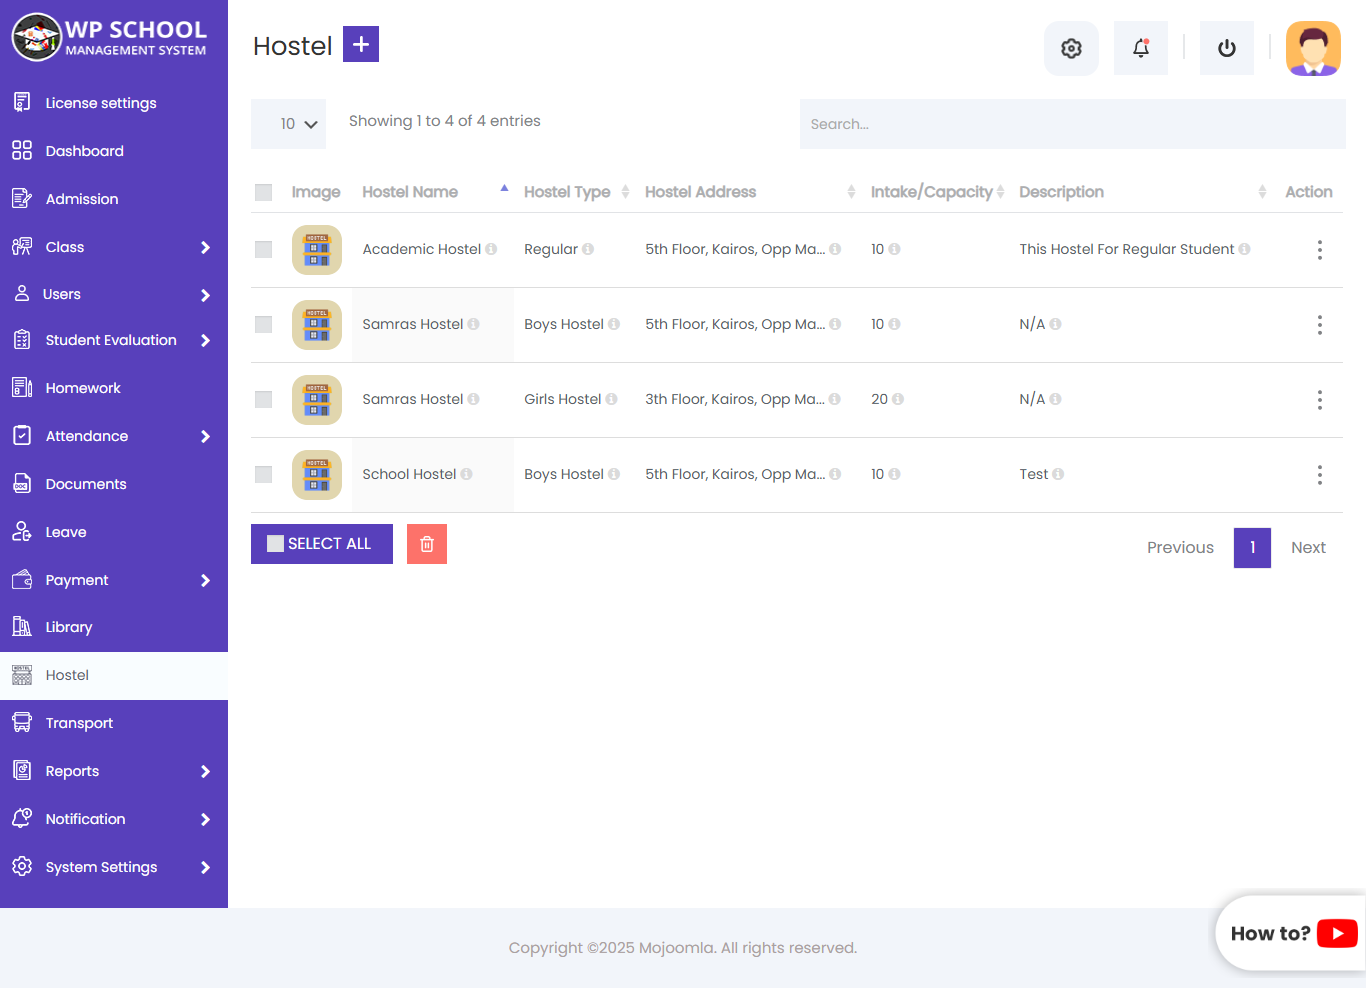 WP SCHOOL
MANAGEMENT SYSTEM
License settings
Dashboard
Admission
Class
Users
Student Evaluation
Homework
Attendance
Documents
Leave
Payment
Library
Hostel
Transport
Reports
Notification
System Settings
Hostel
10
Showing 1 to 4 of 4 entries
Search...
Image Hostel Name Hostel Type Hostel Address Intake/Capacity Description Action
HOSTEL Academic Hostel Regular 5th Floor, Kairos, Opp Ma... 10 This Hostel For Regular Student
HOSTEL Samras Hostel Boys Hostel 5th Floor, Kairos, Opp Ma... 10 N/A
HOSTEL Samras Hostel Girls Hostel 3th Floor, Kairos, Opp Ma... 20 N/A
HOSTEL School Hostel Boys Hostel 5th Floor, Kairos, Opp Ma... 10 Test
SELECT ALL
Previous 1 Next
How to?
Copyright ©2025 Mojoomla. All rights reserved.